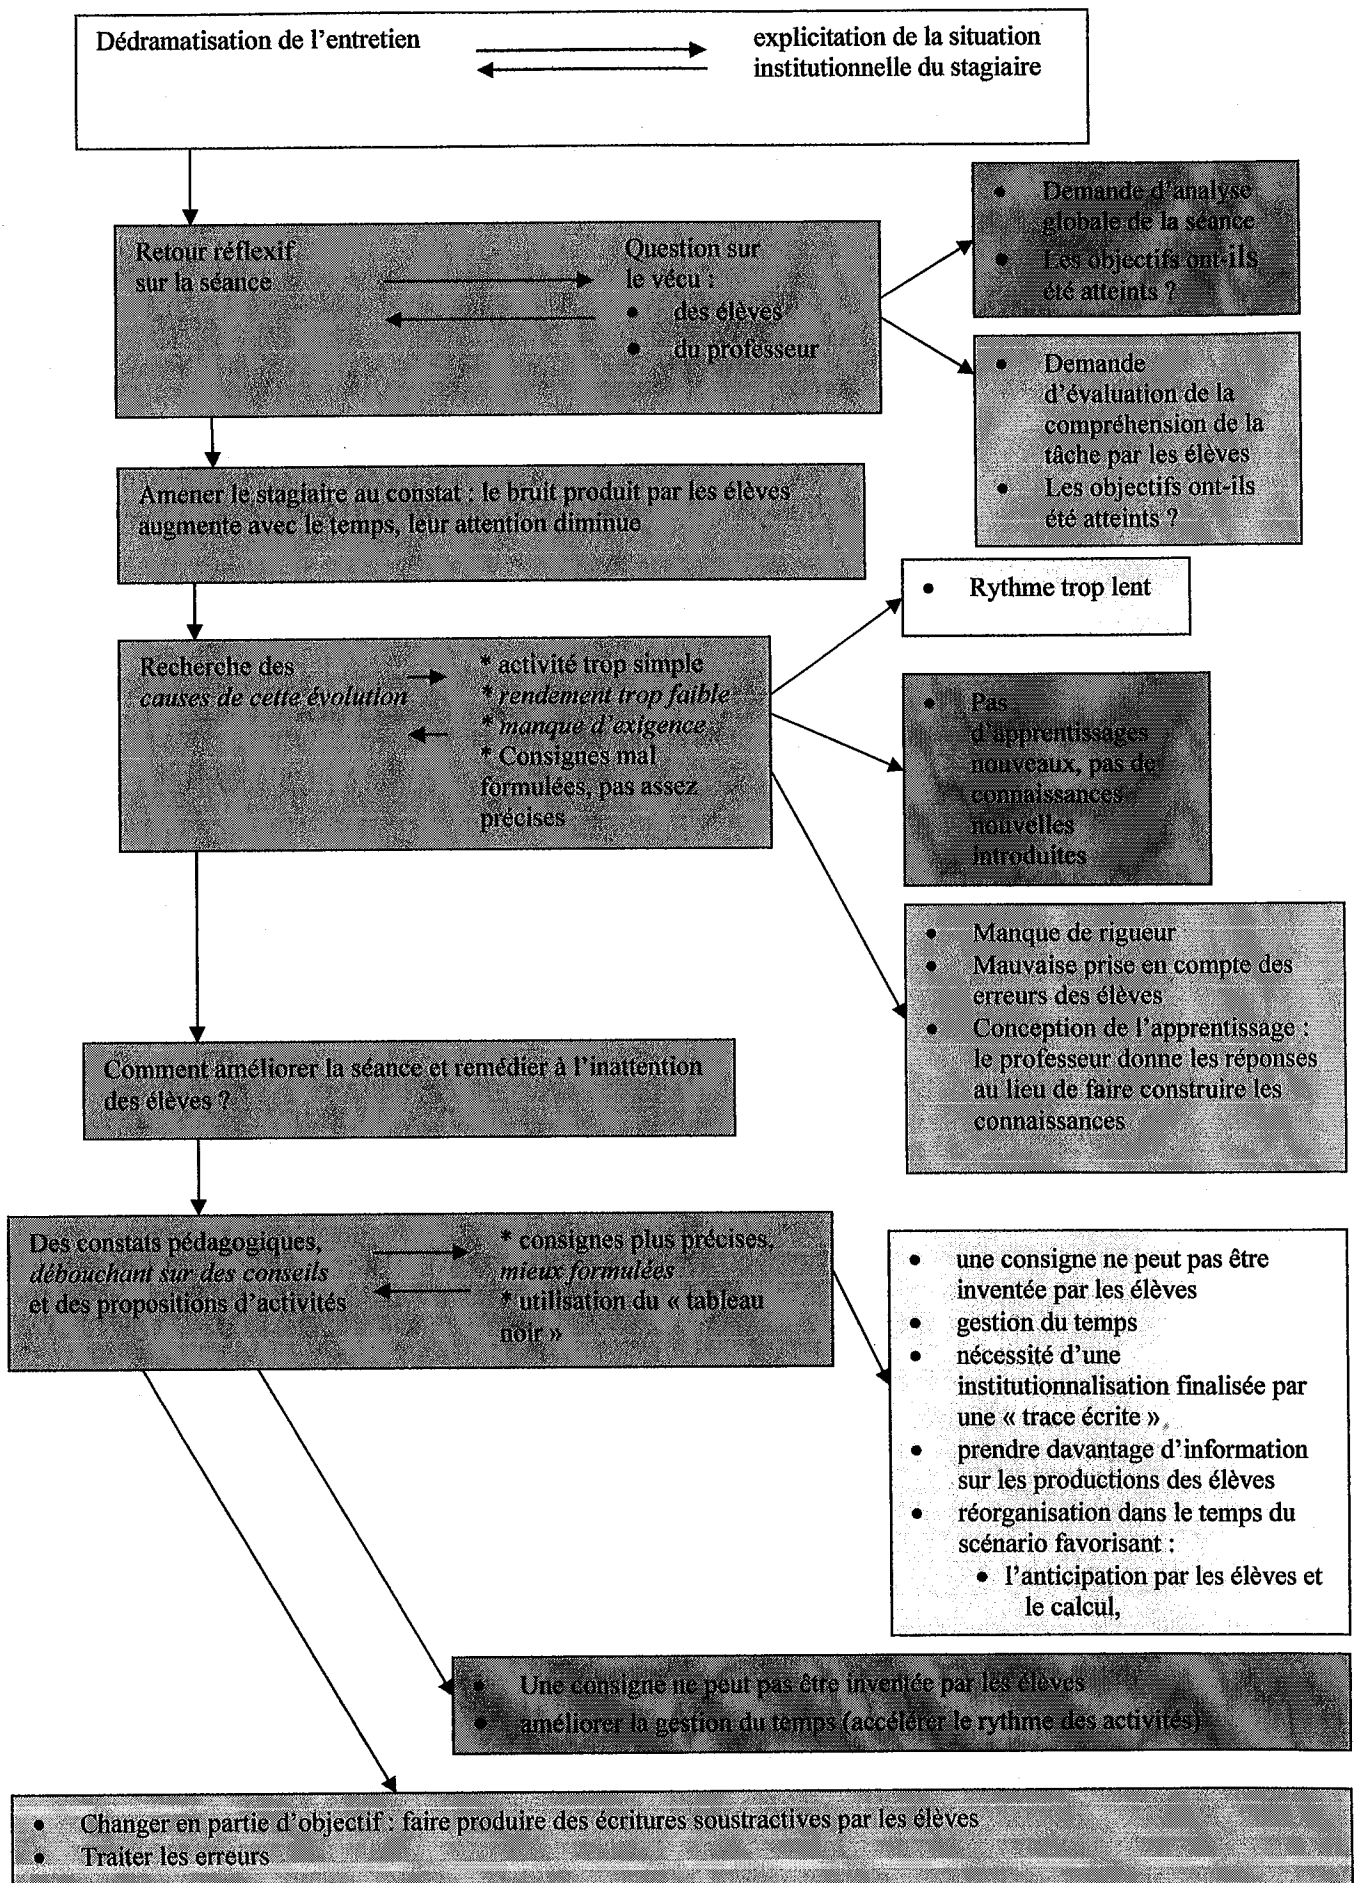 Dédramatisation de l'entretien
explicitation de la situation
institutionnelle du stagiaire
Retour réflexif
sur la séance
Question sur
le vécu :
• des élèves
• du professeur
• Demande d'analyse
globale de la séance
• Les objectifs ont-ils
été atteints ?
• Demande
d'évaluation de la
compréhension de la
tâche par les élèves
• Les objectifs ont-ils
été atteints ?
Amener le stagiaire au constat : le bruit produit par les élèves
augmente avec le temps, leur attention diminue
Recherche des
causes de cette évolution
* activité trop simple
* rendement trop faible
* manque d'exigence
* Consignes mal
formulées, pas assez
précises
• Rythme trop lent
• Pas
d'apprentissages
nouveaux, pas de
connaissances
nouvelles
introduites
• Manque de rigueur
• Mauvaise prise en compte des
erreurs des élèves
• Conception de l'apprentissage :
le professeur donne les réponses
au lieu de faire construire les
connaissances
Comment améliorer la séance et remédier à l'inattention
des élèves ?
Des constats pédagogiques,
débouchant sur des conseils
et des propositions d'activités
* consignes plus précises,
mieux formulées
* utilisation du « tableau
noir »
• une consigne ne peut pas être
inventée par les élèves
• gestion du temps
• nécessité d'une
institutionnalisation finalisée par
une « trace écrite »
• prendre davantage d'information
sur les productions des élèves
• réorganisation dans le temps du
scénario favorisant :
• l'anticipation par les élèves et
le calcul,
• Une consigne ne peut pas être inventée par les élèves
• améliorer la gestion du temps (accélérer le rythme des activités)
• Changer en partie d'objectif : faire produire des écritures soustractives par les élèves
• Traiter les erreurs